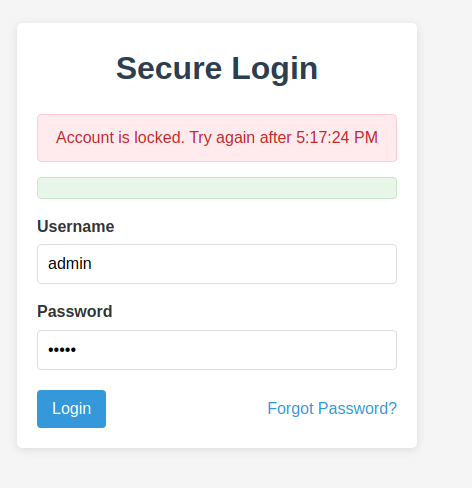 Secure Login
Account is locked. Try again after 5:17:24 PM
Username
admin
Password
•••••
Login
Forgot Password?